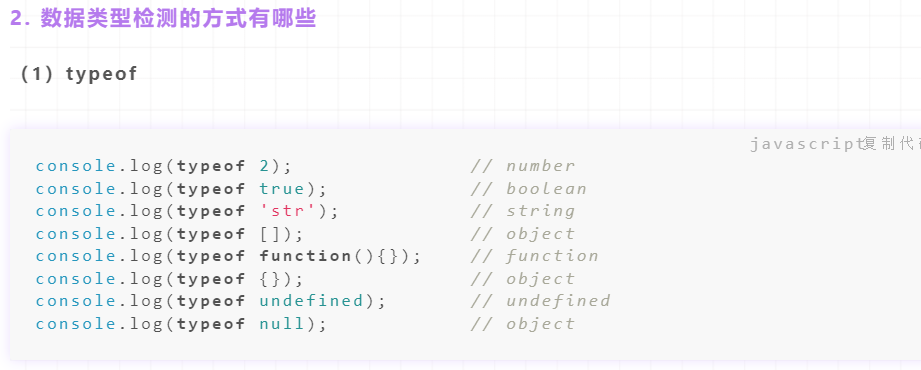 2. 数据类型检测的方式有哪些
（1）typeof
javascript复制代码
console.log(typeof 2);               // number
console.log(typeof true);            // boolean
console.log(typeof 'str');           // string
console.log(typeof []);              // object
console.log(typeof function(){});    // function
console.log(typeof {});              // object
console.log(typeof undefined);       // undefined
console.log(typeof null);            // object